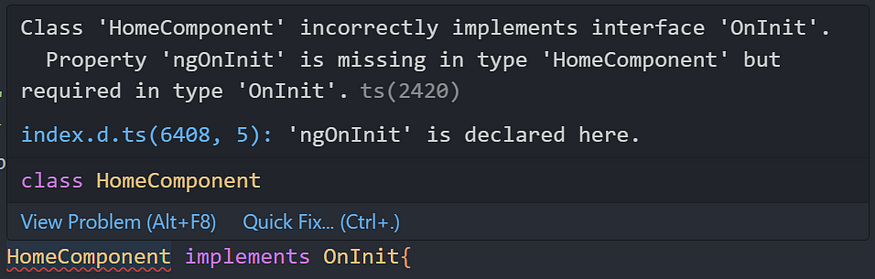 Class 'HomeComponent' incorrectly implements interface 'OnInit'.
Property 'ngOnInit' is missing in type 'HomeComponent' but
required in type 'OnInit'. ts(2420)
index.d.ts(6408, 5): 'ngOnInit' is declared here.
class HomeComponent
View Problem (Alt+F8) Quick Fix... (Ctrl+.)
HomeComponent implements OnInit{